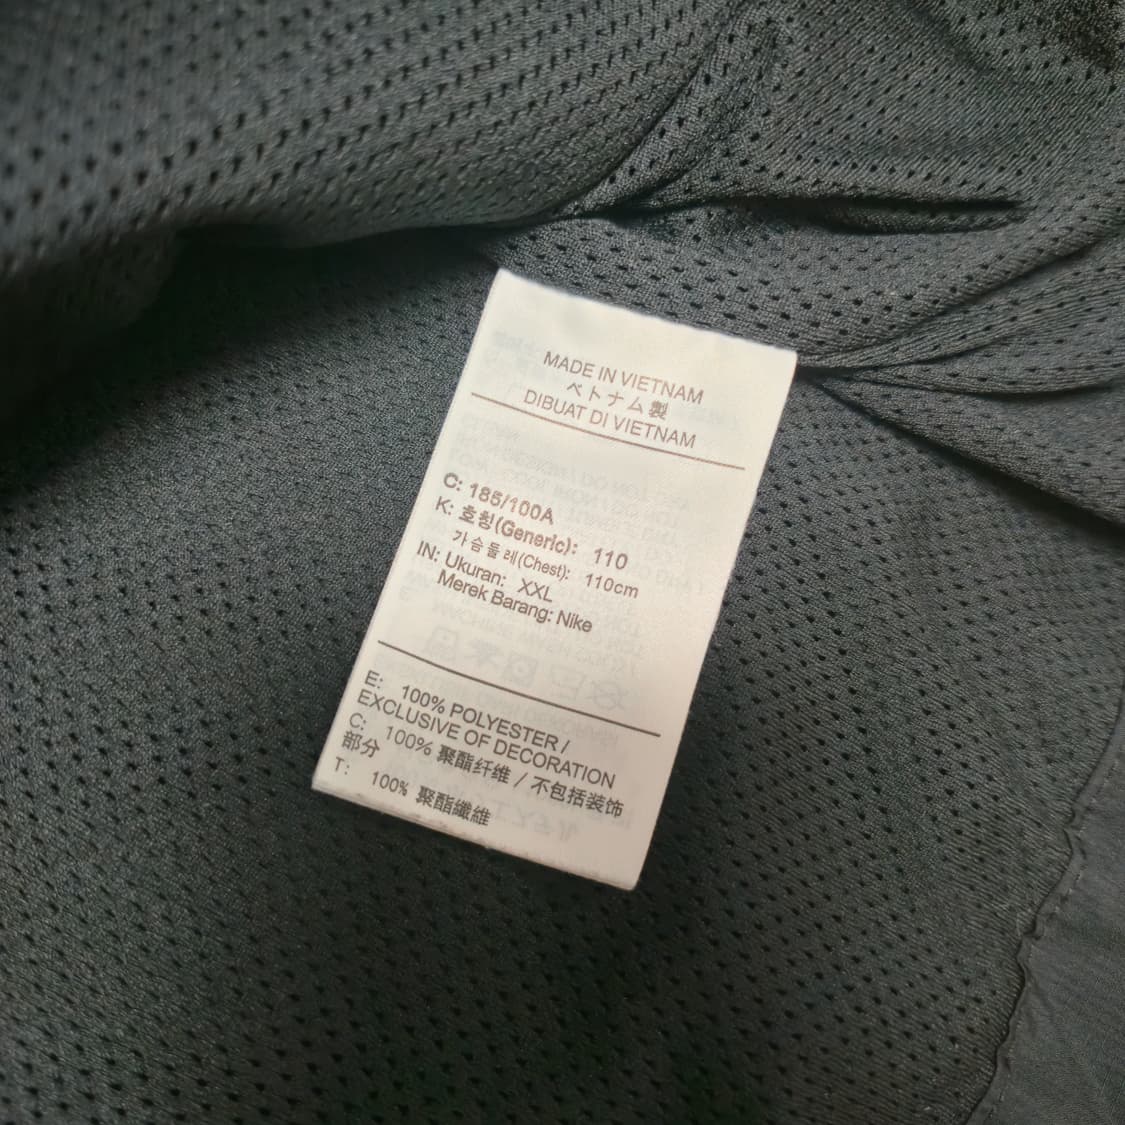 MADE IN VIETNAM
ベトナム製
DIBUAT DI VIETNAM
C: 185/100A
K: 호칭(Generic): 110
가슴둘레(Chest): 110cm
IN: Ukuran: XXL
Merek Barang: Nike
E: 100% POLYESTER /
EXCLUSIVE OF DECORATION
C: 100% 聚酯纤维 / 不包括装饰
部分
T: 100% 聚酯纖維